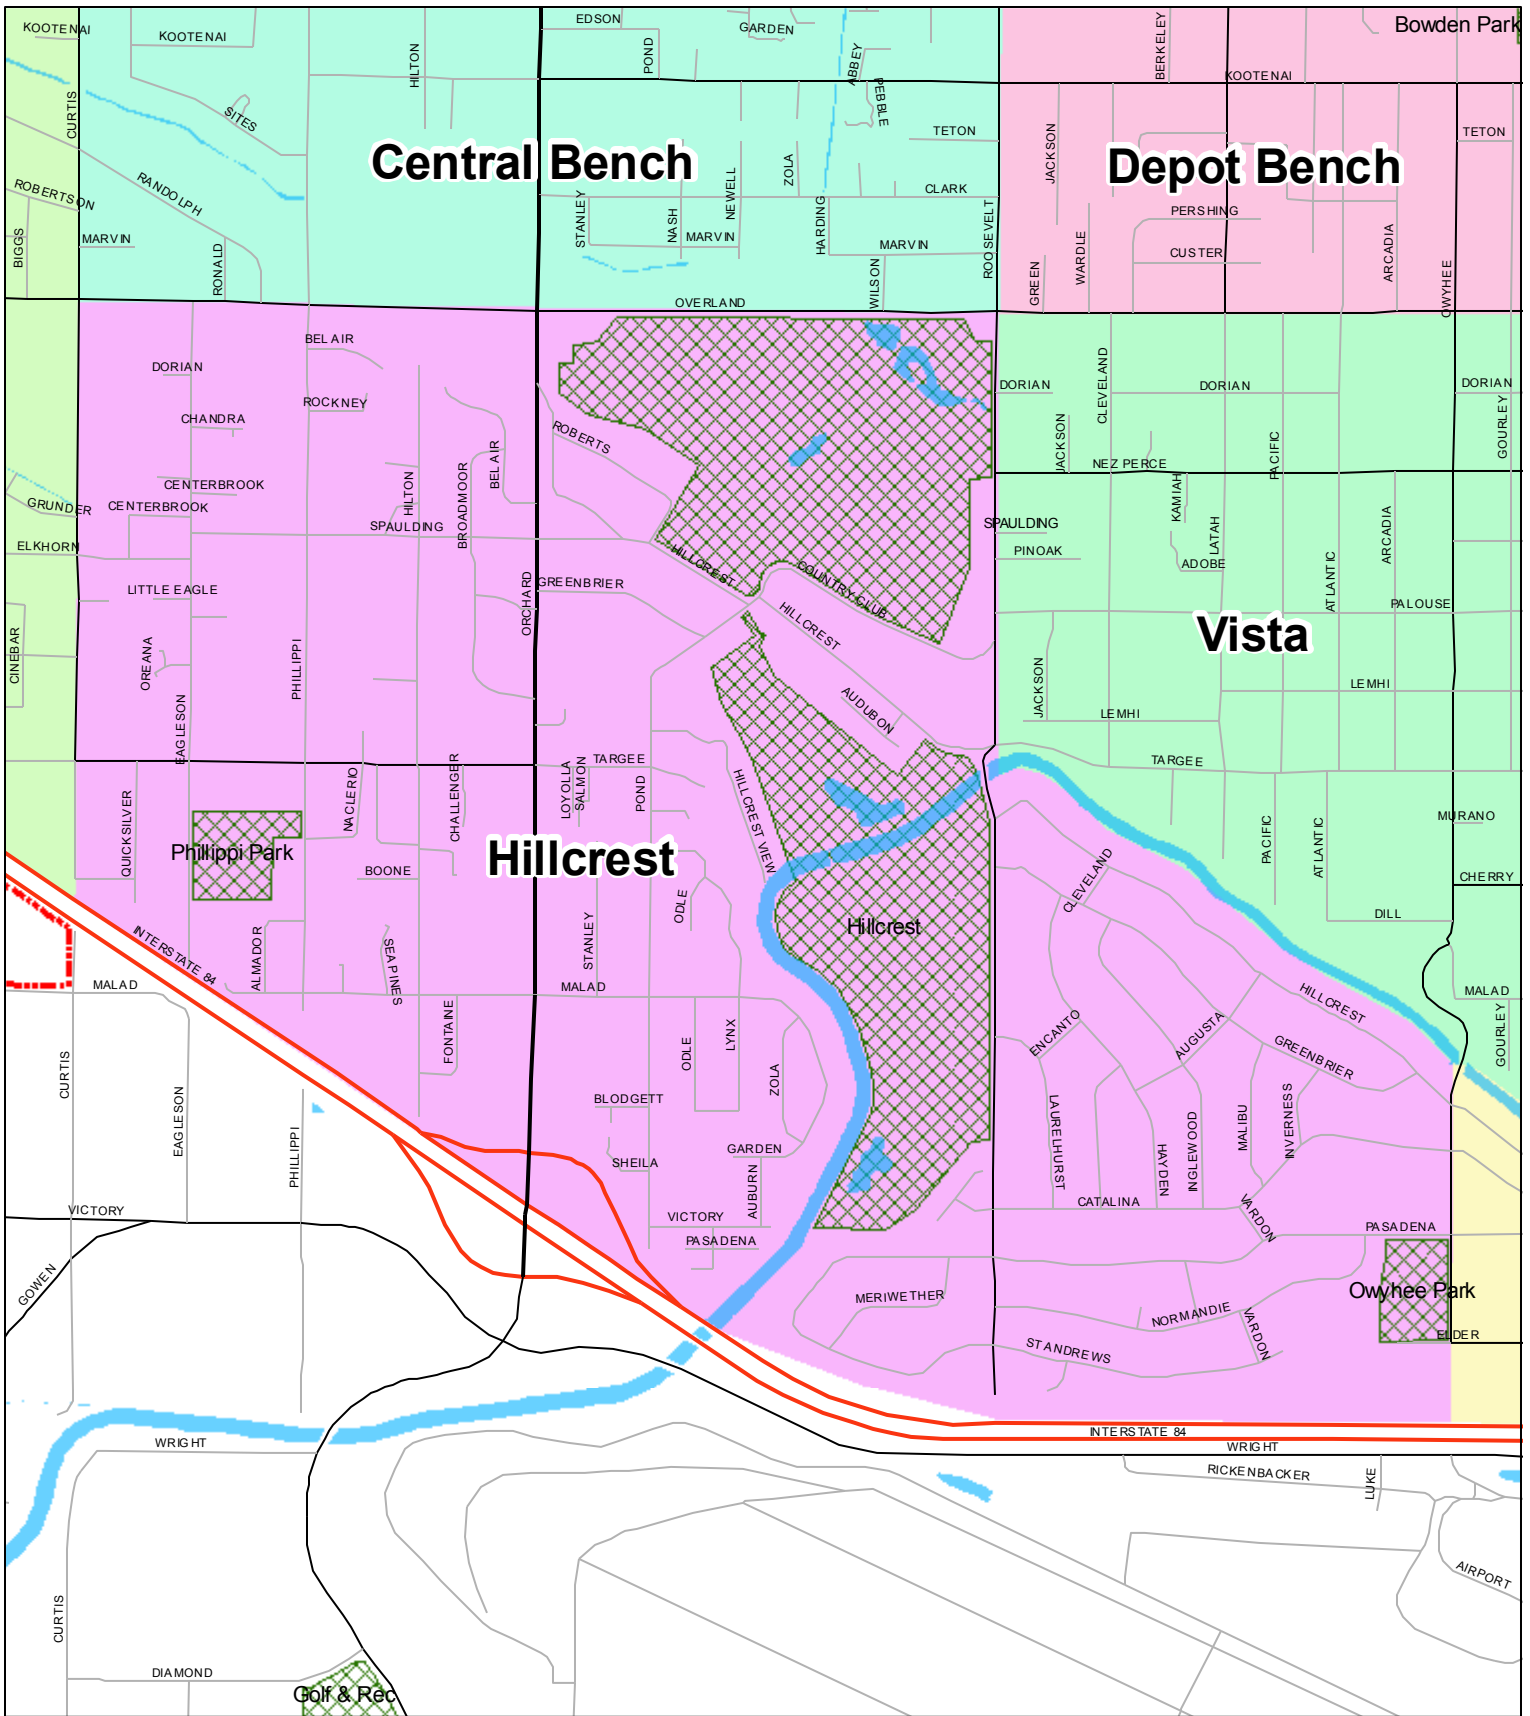 KOOTENAI
KOOTENAI
HILTON
EDSON
POND
GARDEN
ABBEY
PEBBLE
BERKELEY
Bowden Park
KOOTENAI
CURTIS
SITES
Central Bench
TETON
ZOLA
JACKSON
Depot Bench
TETON
ROBERTSON
RANDOLPH
STANLEY
NASH
NEWELL
CLARK
HARDING
ROOSEVELT
PERSHING
BIGGS
MARVIN
RONALD
MARVIN
MARVIN
WILSON
GREEN
WARDLE
CUSTER
ARCADIA
OWYHEE
OVERLAND
BEL AIR
DORIAN
ROCKNEY
CHANDRA
DORIAN
CLEVELAND
DORIAN
DORIAN
GOURLEY
ROBERTS
JACKSON
PACIFIC
NEZ PERCE
BEL AIR
BROADMOOR
HILTON
CENTERBROOK
CENTERBROOK
GRUNDER
SPAULDING
SPAULDING
KAMIAH
LATAH
ARCADIA
ELKHORN
PINOAK
ADOBE
HILLCREST
COUNTRY CLUB
GREENBRIER
ORCHARD
LITTLE EAGLE
ATLANTIC
PALOUSE
HILLCREST
Vista
CINEBAR
OREANA
PHILLIPPI
EAGLESON
AUDUBON
JACKSON
LEMHI
LEMHI
TARGEE
TARGEE
QUICKSILVER
NACLERIO
CHALLENGER
LOYOLLA
SALMON
POND
HILLCREST VIEW
Phillippi Park
Hillcrest
BOONE
PACIFIC
ATLANTIC
MURANO
CHERRY
CLEVELAND
DILL
ODLE
Hillcrest
INTERSTATE 84
ALMADOR
SEA PINES
STANLEY
MALAD
MALAD
MALAD
HILLCREST
GOURLEY
FONTAINE
ODLE
LYNX
ENCANTO
AUGUSTA
GREENBRIER
CURTIS
EAGLESON
PHILLIPPI
ZOLA
BLODGETT
LAURELHURST
HAYDEN
INGLEWOOD
MALIBU
INVERNESS
GARDEN
SHEILA
AUBURN
VICTORY
VICTORY
PASADENA
CATALINA
VARDON
PASADENA
GOWEN
MERIWETHER
Owyhee Park
NORMANDIE
VARDON
ELDER
ST ANDREWS
INTERSTATE 84
WRIGHT
WRIGHT
RICKENBACKER
LUKE
AIRPORT
CURTIS
DIAMOND
Golf & Rec